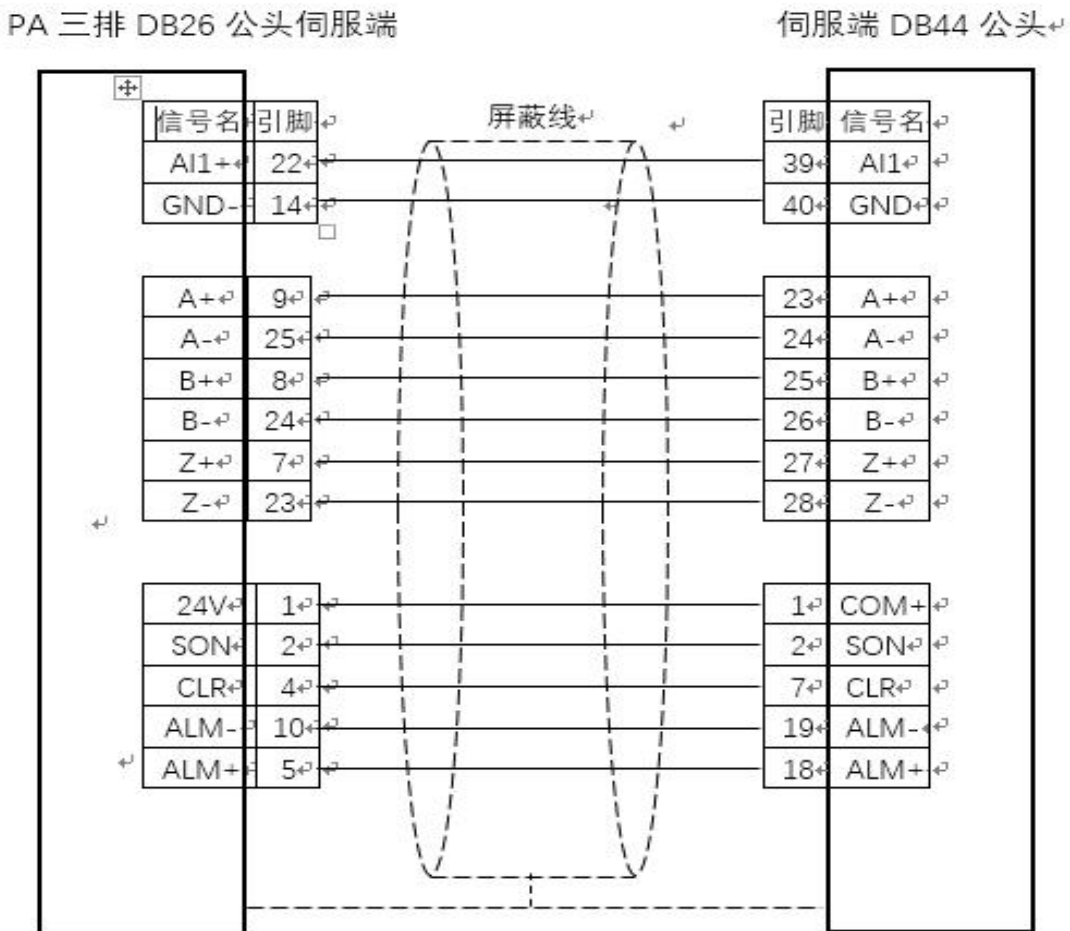 PA 三排 DB26 公头伺服端 伺服端 DB44 公头
信号名 引脚 屏蔽线 引脚 信号名
AI1+ 22 39 AI1
GND- 14 40 GND
A+ 9 23 A+
A- 25 24 A-
B+ 8 25 B+
B- 24 26 B-
Z+ 7 27 Z+
Z- 23 28 Z-
24V 1 1 COM+
SON 2 2 SON
CLR 4 7 CLR
ALM- 10 19 ALM-
ALM+ 5 18 ALM+